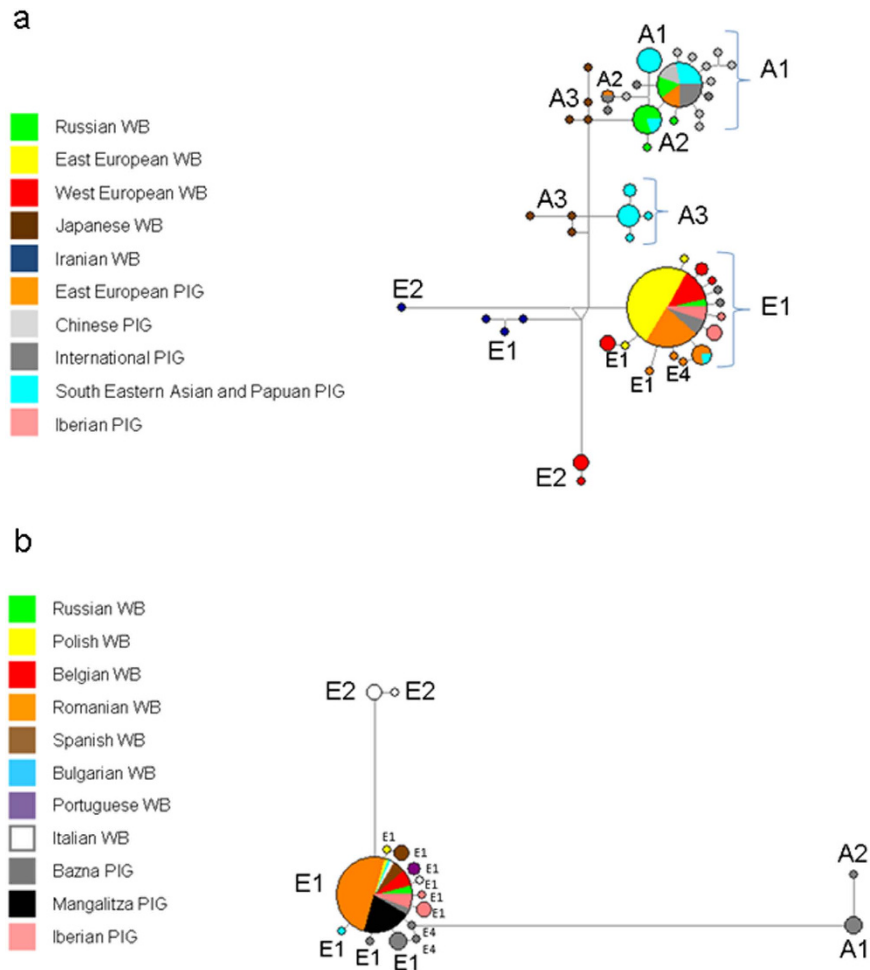 a
A1
A1
A2
A3
A2
Russian WB
East European WB
West European WB
Japanese WB
Iranian WB
East European PIG
Chinese PIG
International PIG
South Eastern Asian and Papuan PIG
Iberian PIG
A3
A3
E2
E1
E1
E1
E4
E1
E2
b
Russian WB
Polish WB
Belgian WB
Romanian WB
Spanish WB
Bulgarian WB
Portuguese WB
Italian WB
Bazna PIG
Mangalitza PIG
Iberian PIG
E2 E2
E1
E1
E1
E1
E1
E1
E1
E4
E4
E1
E1
E1
A2
A1